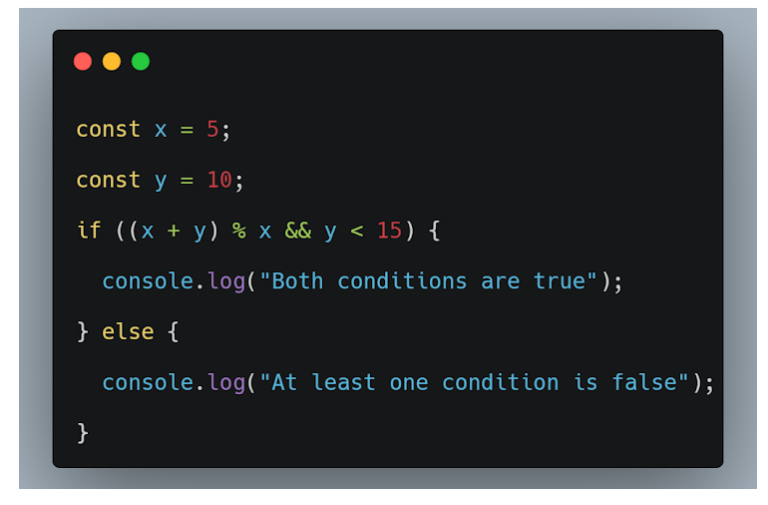 const x = 5;
const y = 10;
if ((x + y) % x && y < 15) {
  console.log("Both conditions are true");
} else {
  console.log("At least one condition is false");
}